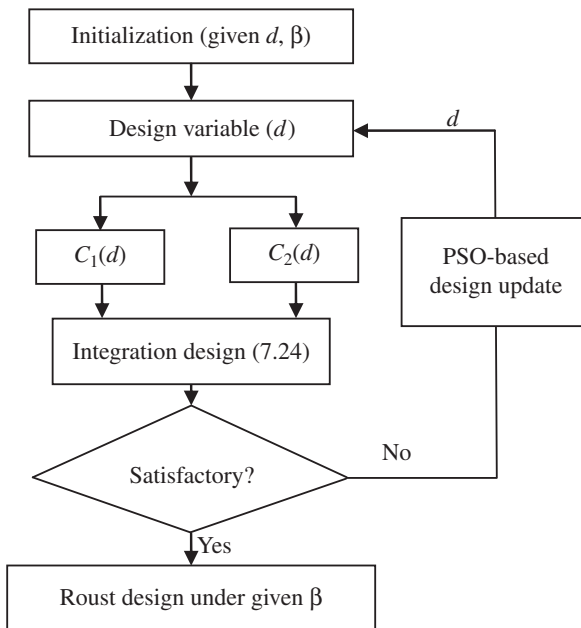 Initialization (given d, β)
Design variable (d)
d
C₁(d)
C₂(d)
PSO-based
design update
Integration design (7.24)
Satisfactory?
No
Yes
Roust design under given β